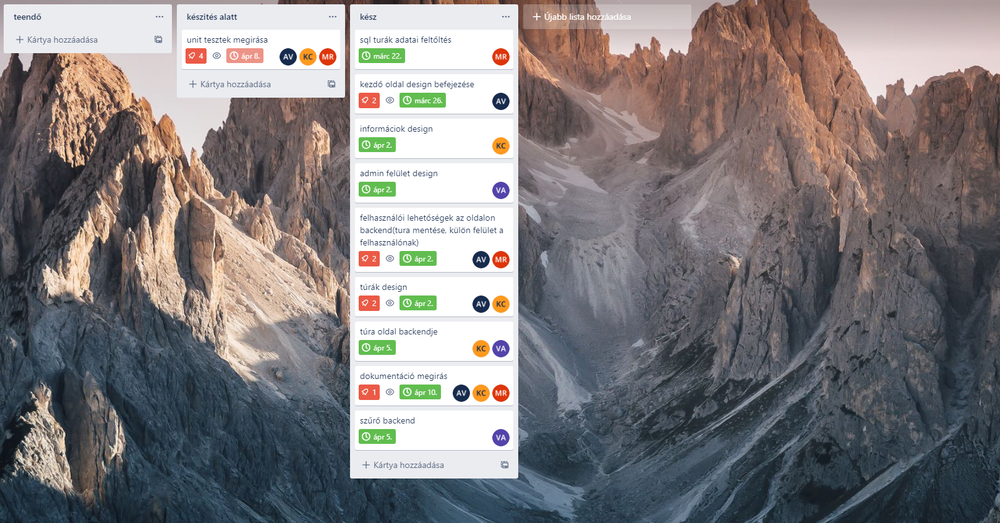 teendő
Kártya hozzáadása
készités alatt
unit tesztek megirása
4 ápr 8. AV KC MR
Kártya hozzáadása
kész
sql turák adatai feltőltés
márc 22. MR
kezdő oldal design befejezése
2 márc 26. AV
információk design
ápr 2. KC
admin felület design
ápr 2. VA
felhasználói lehetőségek az oldalon
backend(tura mentése, külön felület a
felhasználónak)
2 ápr 2. AV MR
túrák design
2 ápr 2. AV KC
túra oldal backendje
ápr 5. KC VA
dokumentáció megirás
1 ápr 10. AV KC MR
szűrő backend
ápr 5. VA
Kártya hozzáadása
Újabb lista hozzáadása